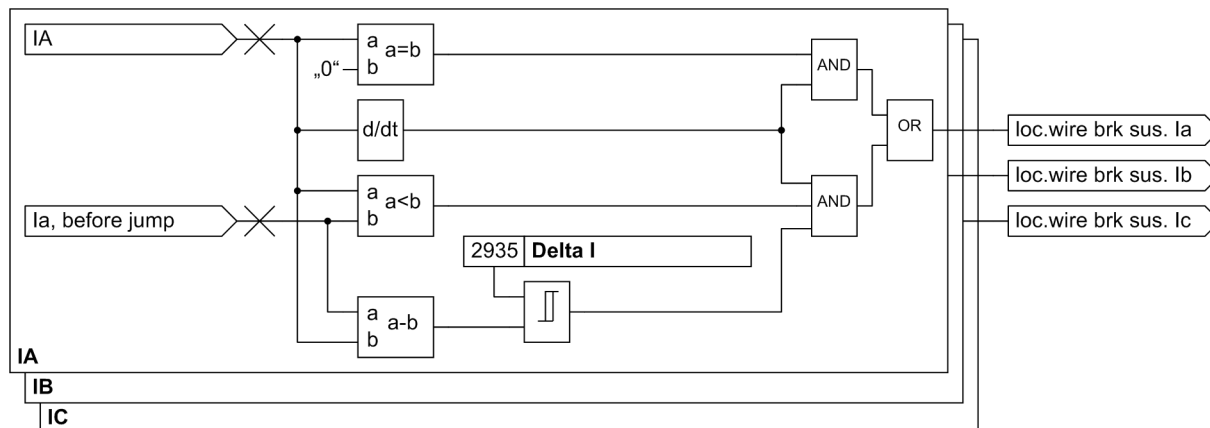 IA
a
b
a=b
„0“
AND
OR
d/dt
loc.wire brk sus. Ia
loc.wire brk sus. Ib
loc.wire brk sus. Ic
Ia, before jump
a
b
a<b
AND
2935 Delta I
a
b
a-b
IA
IB
IC